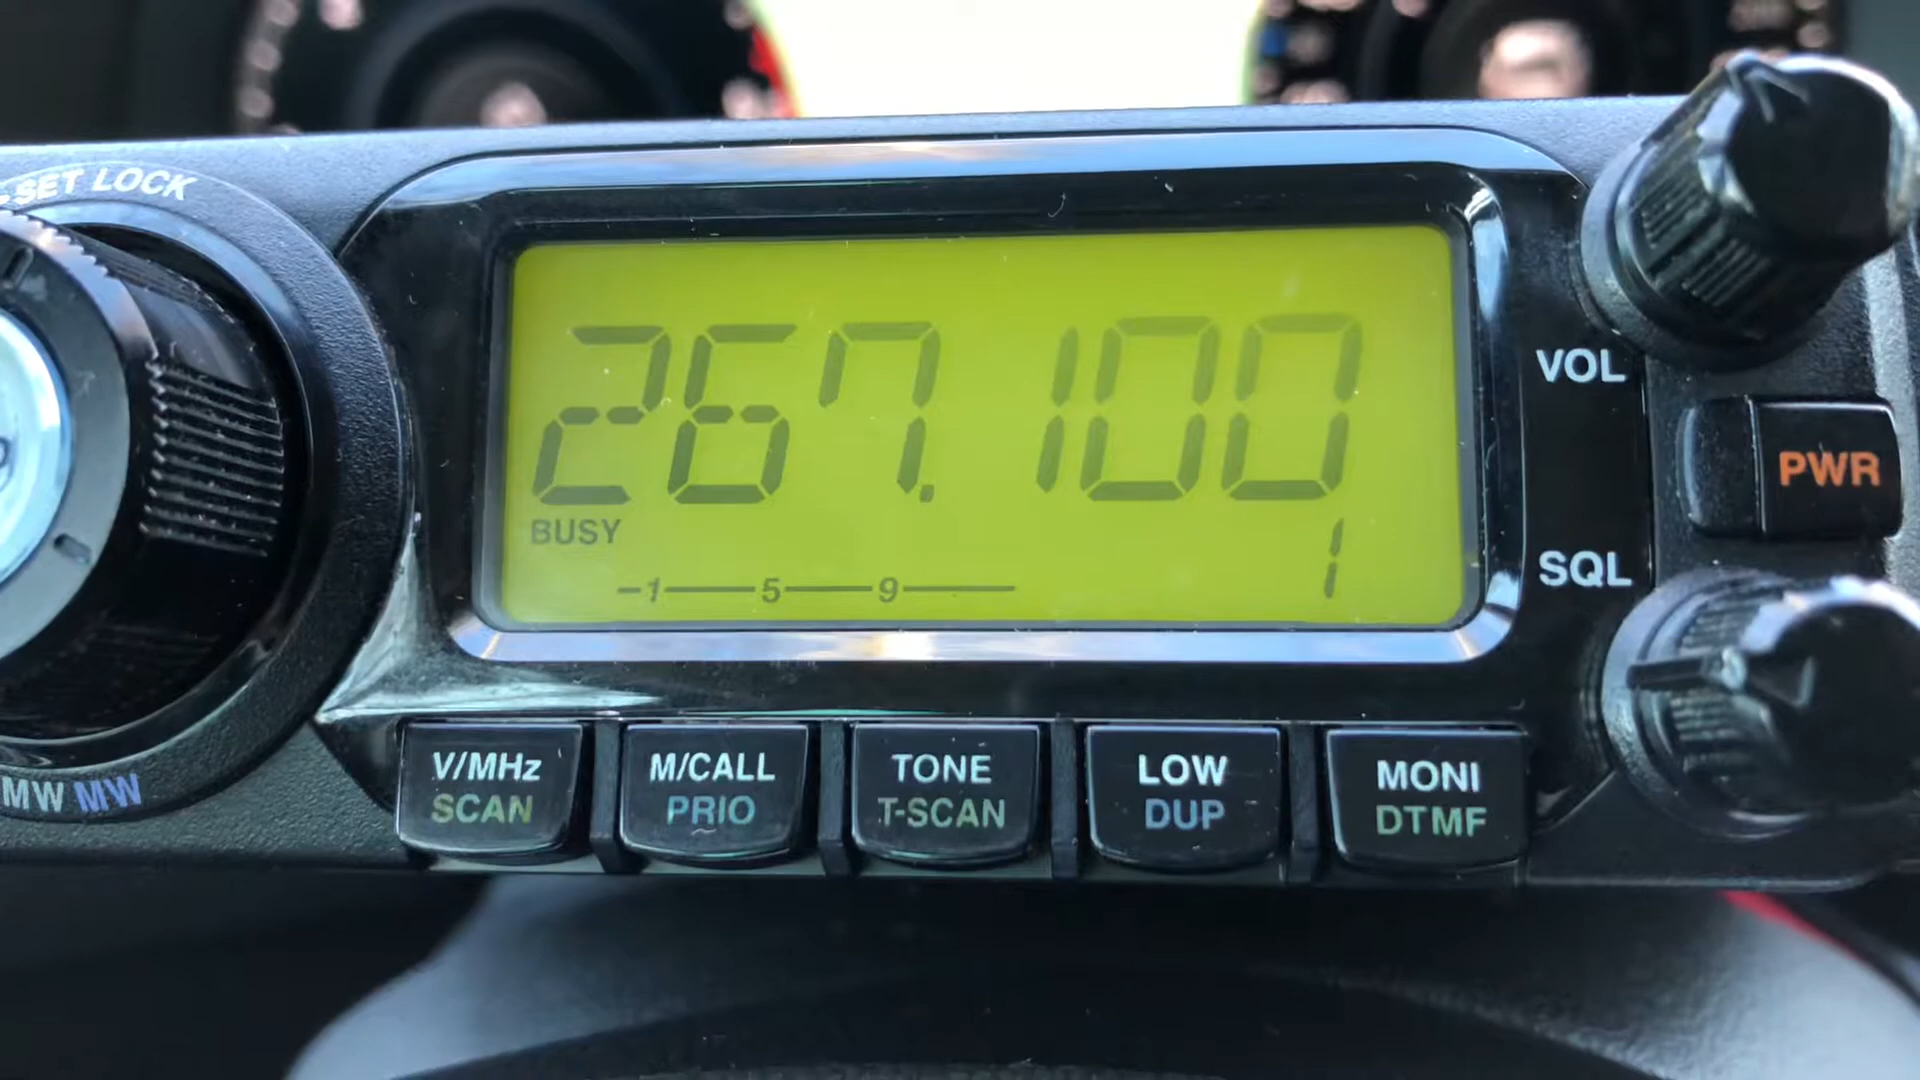 SET LOCK
267.100
BUSY
1
-1—5—9—
VOL
PWR
SQL
MW MW
V/MHz
SCAN
M/CALL
PRIO
TONE
T-SCAN
LOW
DUP
MONI
DTMF